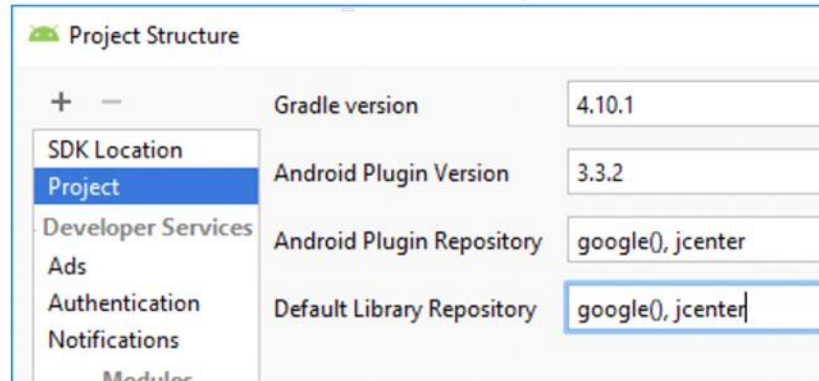 Project Structure
+ −
SDK Location
Project
Developer Services
Ads
Authentication
Notifications
Modules
Gradle version 4.10.1
Android Plugin Version 3.3.2
Android Plugin Repository google(), jcenter
Default Library Repository google(), jcenter